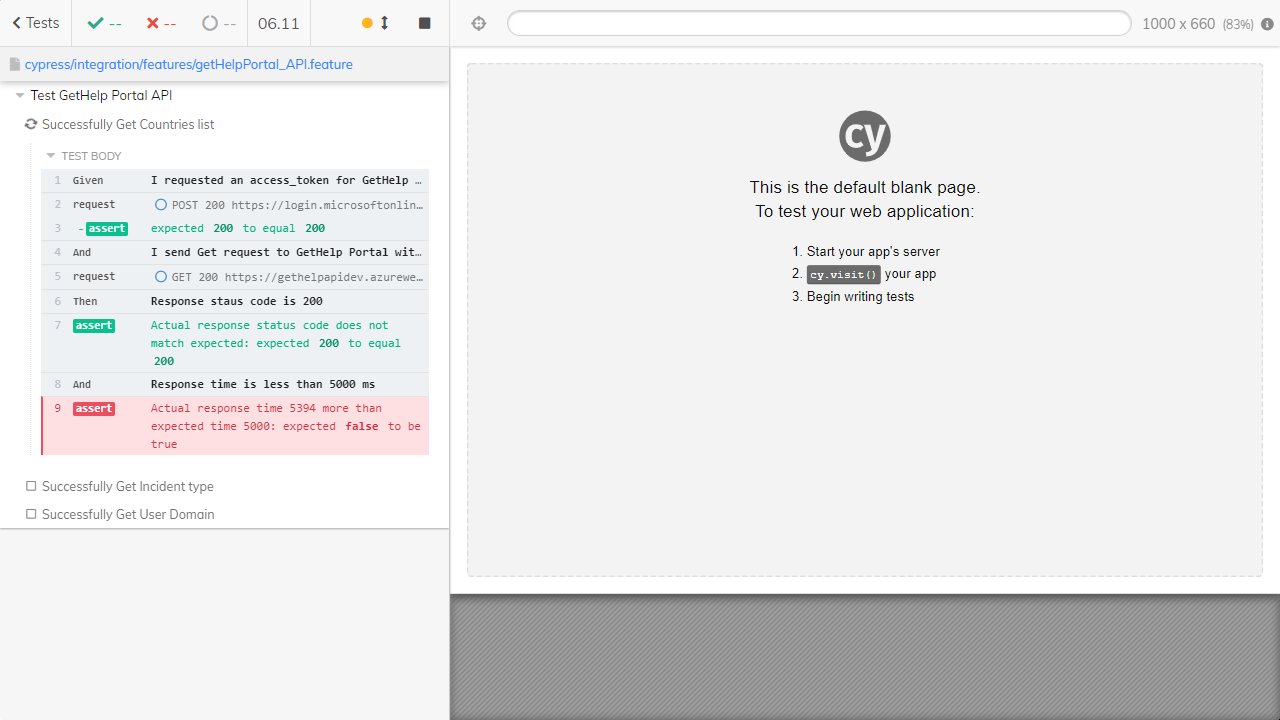 Tests -- -- -- 06.11 1000 x 660 (83%)
cypress/integration/features/getHelpPortal_API.feature
Test GetHelp Portal API
Successfully Get Countries list
TEST BODY
1 Given I requested an access_token for GetHelp …
2 request POST 200 https://login.microsoftonlin…
3 -assert expected 200 to equal 200
4 And I send Get request to GetHelp Portal wit…
5 request GET 200 https://gethelpapidev.azurewe…
6 Then Response staus code is 200
7 assert Actual response status code does not
match expected: expected 200 to equal
200
8 And Response time is less than 5000 ms
9 assert Actual response time 5394 more than
expected time 5000: expected false to be
true
Successfully Get Incident type
Successfully Get User Domain
cy
This is the default blank page.
To test your web application:
1. Start your app's server
2. cy.visit() your app
3. Begin writing tests